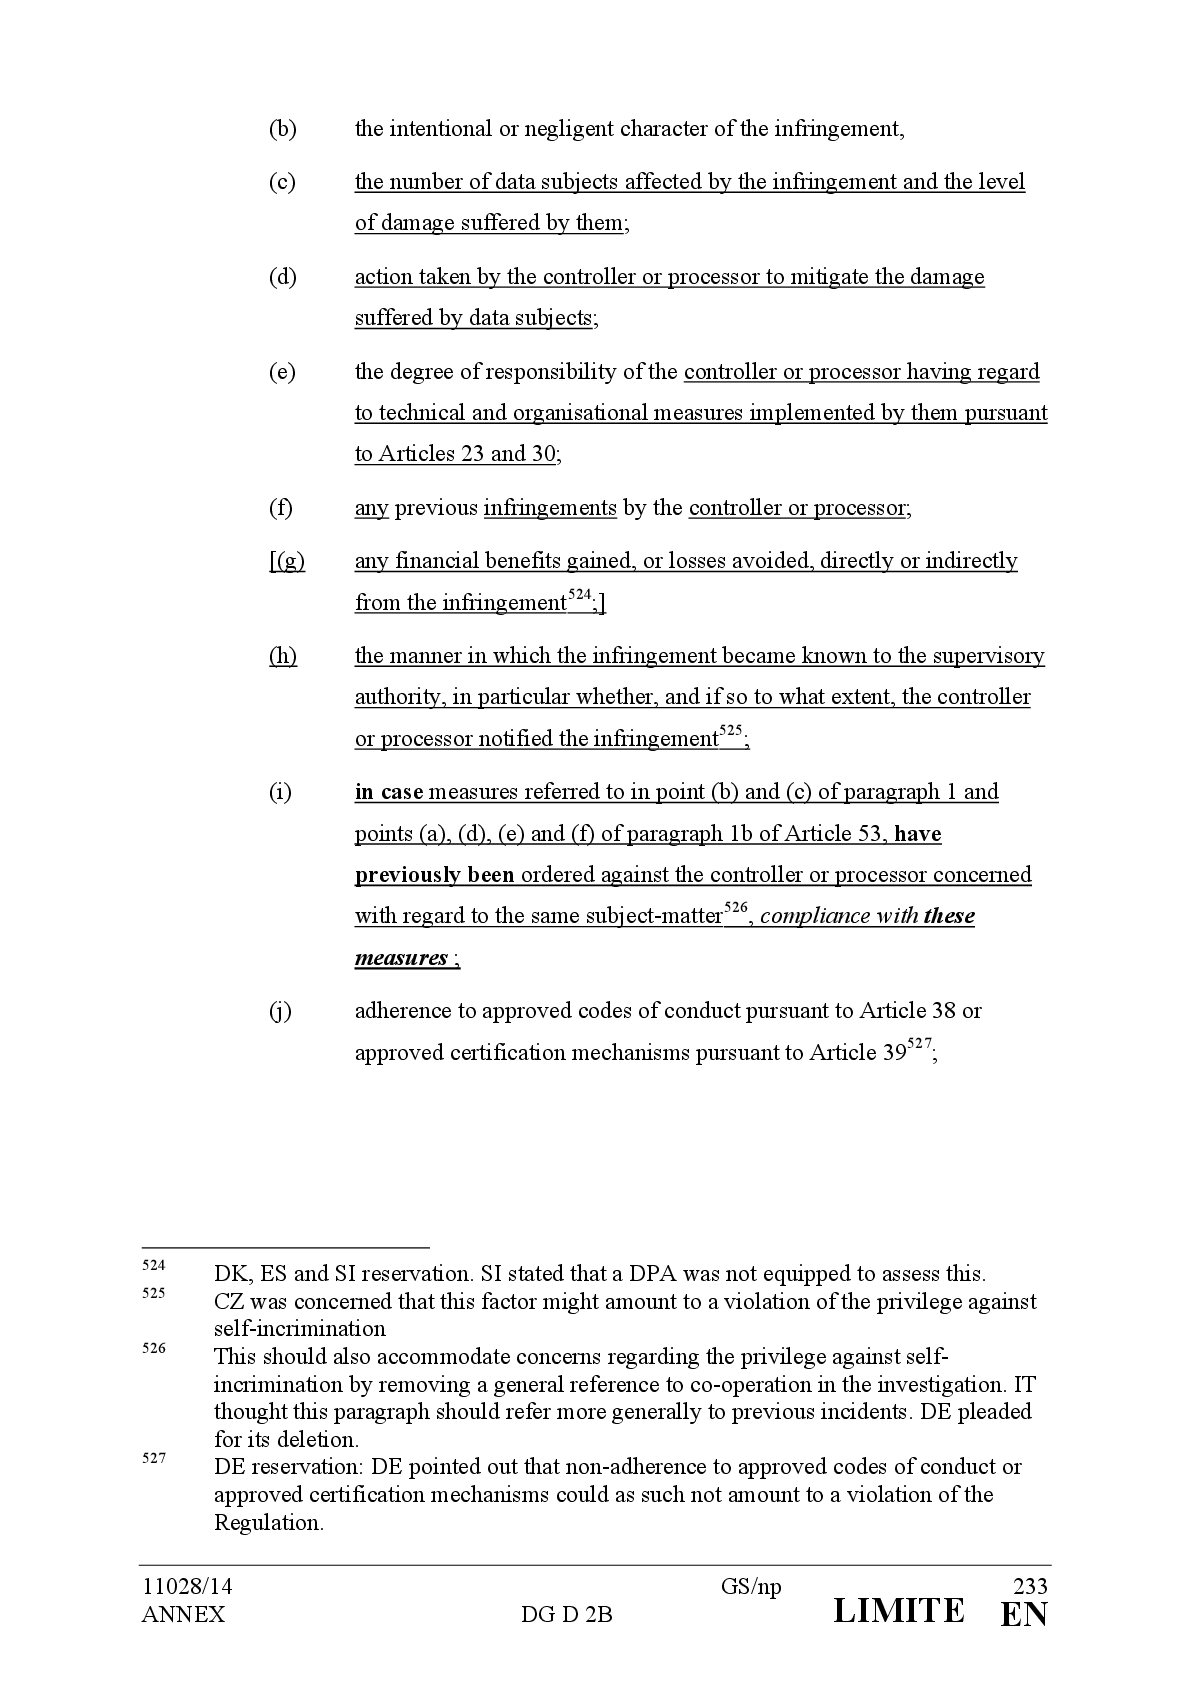 (b) the intentional or negligent character of the infringement,
(c) the number of data subjects affected by the infringement and the level
of damage suffered by them;
(d) action taken by the controller or processor to mitigate the damage
suffered by data subjects;
(e) the degree of responsibility of the controller or processor having regard
to technical and organisational measures implemented by them pursuant
to Articles 23 and 30;
(f) any previous infringements by the controller or processor;
[(g) any financial benefits gained, or losses avoided, directly or indirectly
from the infringement524;]
(h) the manner in which the infringement became known to the supervisory
authority, in particular whether, and if so to what extent, the controller
or processor notified the infringement525;
(i) in case measures referred to in point (b) and (c) of paragraph 1 and
points (a), (d), (e) and (f) of paragraph 1b of Article 53, have
previously been ordered against the controller or processor concerned
with regard to the same subject-matter526, compliance with these
measures ;
(j) adherence to approved codes of conduct pursuant to Article 38 or
approved certification mechanisms pursuant to Article 39527;
524 DK, ES and SI reservation. SI stated that a DPA was not equipped to assess this.
525 CZ was concerned that this factor might amount to a violation of the privilege against
self-incrimination
526 This should also accommodate concerns regarding the privilege against self-
incrimination by removing a general reference to co-operation in the investigation. IT
thought this paragraph should refer more generally to previous incidents. DE pleaded
for its deletion.
527 DE reservation: DE pointed out that non-adherence to approved codes of conduct or
approved certification mechanisms could as such not amount to a violation of the
Regulation.
11028/14 GS/np 233
ANNEX DG D 2B LIMITE EN